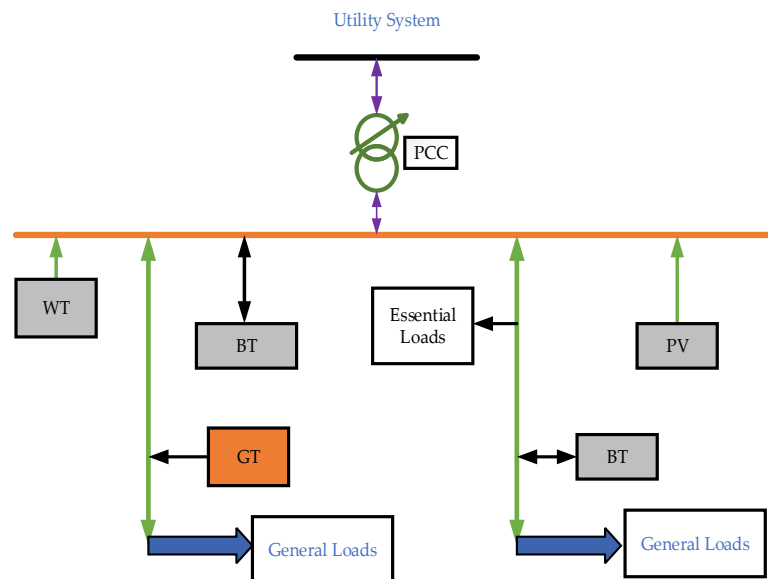 Utility System
PCC
WT
BT
Essential
Loads
PV
GT
BT
General Loads
General Loads